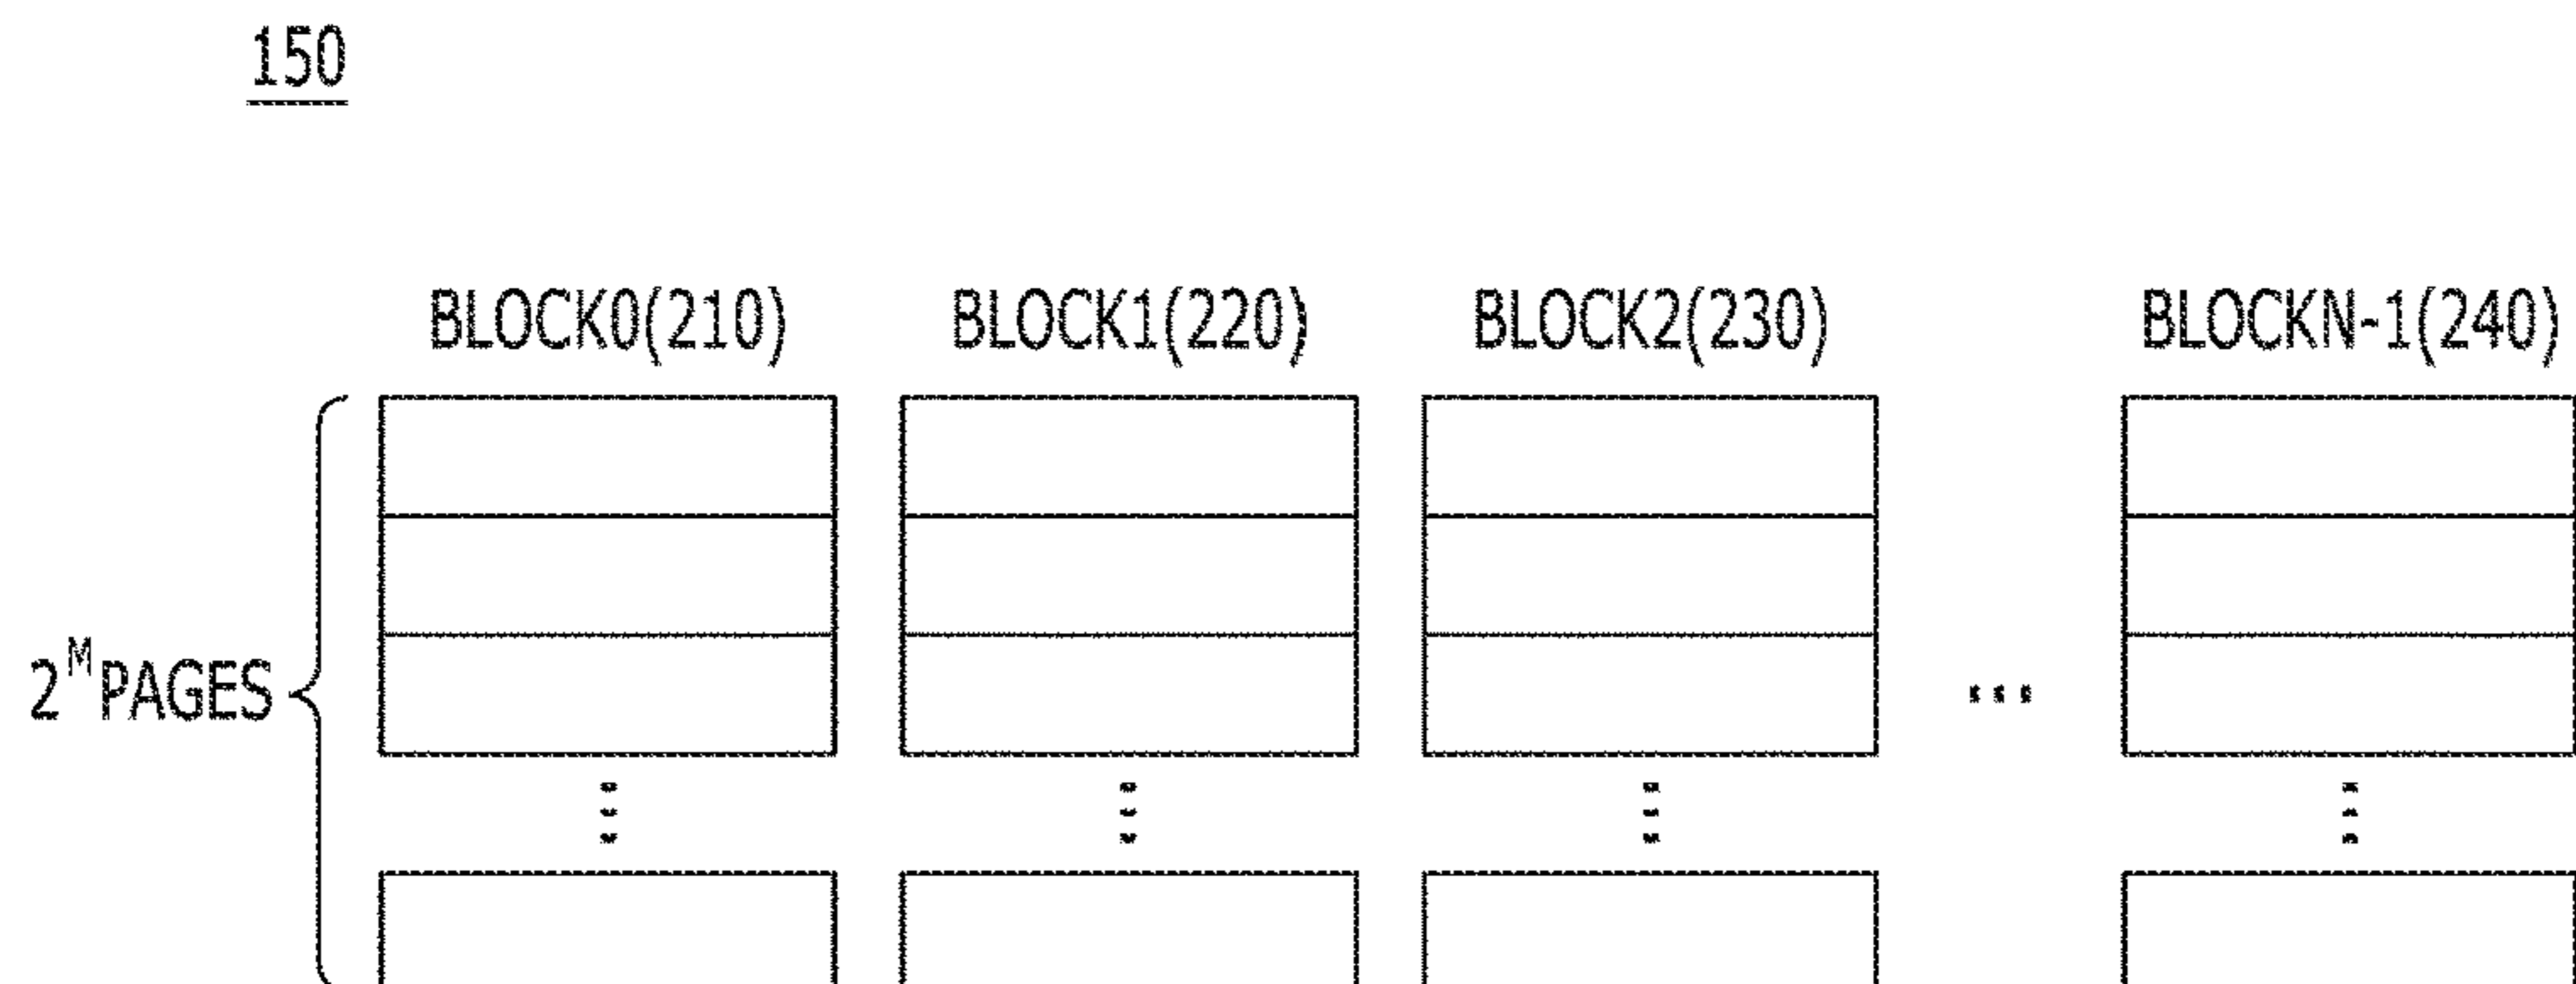 150
BLOCK0(210) BLOCK1(220) BLOCK2(230) BLOCKN-1(240)
2^M PAGES
...